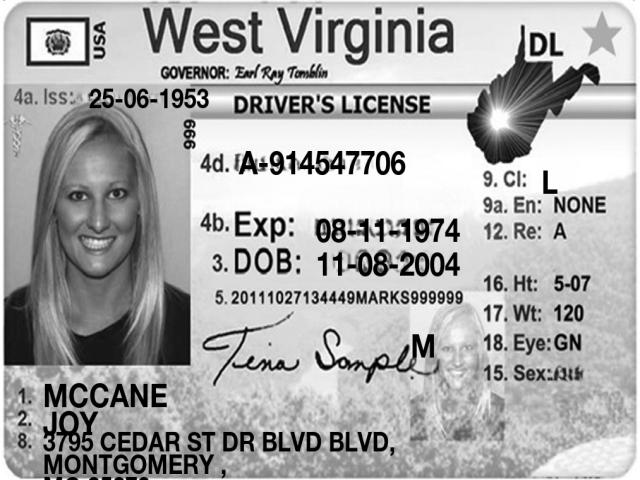 West Virginia
USA
DL
GOVERNOR: Earl Ray Tomblin
4a. Iss: 25-06-1953
DRIVER'S LICENSE
999
4d. A-914547706
9. Cl: L
9a. En: NONE
4b. Exp: 08-11-1974
12. Re: A
3. DOB: 11-08-2004
16. Ht: 5-07
5. 20111027134449MARKS999999
17. Wt: 120
Tina Sample
M
18. Eye: GN
15. Sex:
1. MCCANE
2. JOY
8. 3795 CEDAR ST DR BLVD BLVD,
MONTGOMERY ,